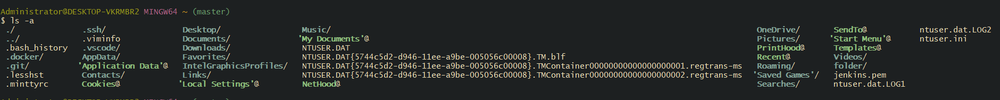 Administrator@DESKTOP-VKRMBR2 MINGW64 ~ (master)
$ ls -a
./ .ssh/ Desktop/ Music/ OneDrive/ SendTo@ ntuser.dat.LOG2
../ .viminfo Documents/ 'My Documents'@ Pictures/ 'Start Menu'@ ntuser.ini
.bash_history .vscode/ Downloads/ NTUSER.DAT PrintHood@ Templates@
.docker/ AppData/ Favorites/ NTUSER.DAT{5744c5d2-d946-11ee-a9be-005056c00008}.TM.blf Recent@ Videos/
.git/ 'Application Data'@ IntelGraphicsProfiles/ NTUSER.DAT{5744c5d2-d946-11ee-a9be-005056c00008}.TMContainer00000000000000000001.regtrans-ms Roaming/ folder/
.lesshst Contacts/ Links/ NTUSER.DAT{5744c5d2-d946-11ee-a9be-005056c00008}.TMContainer00000000000000000002.regtrans-ms 'Saved Games'/ jenkins.pem
.minttyrc Cookies@ 'Local Settings'@ NetHood@ Searches/ ntuser.dat.LOG1